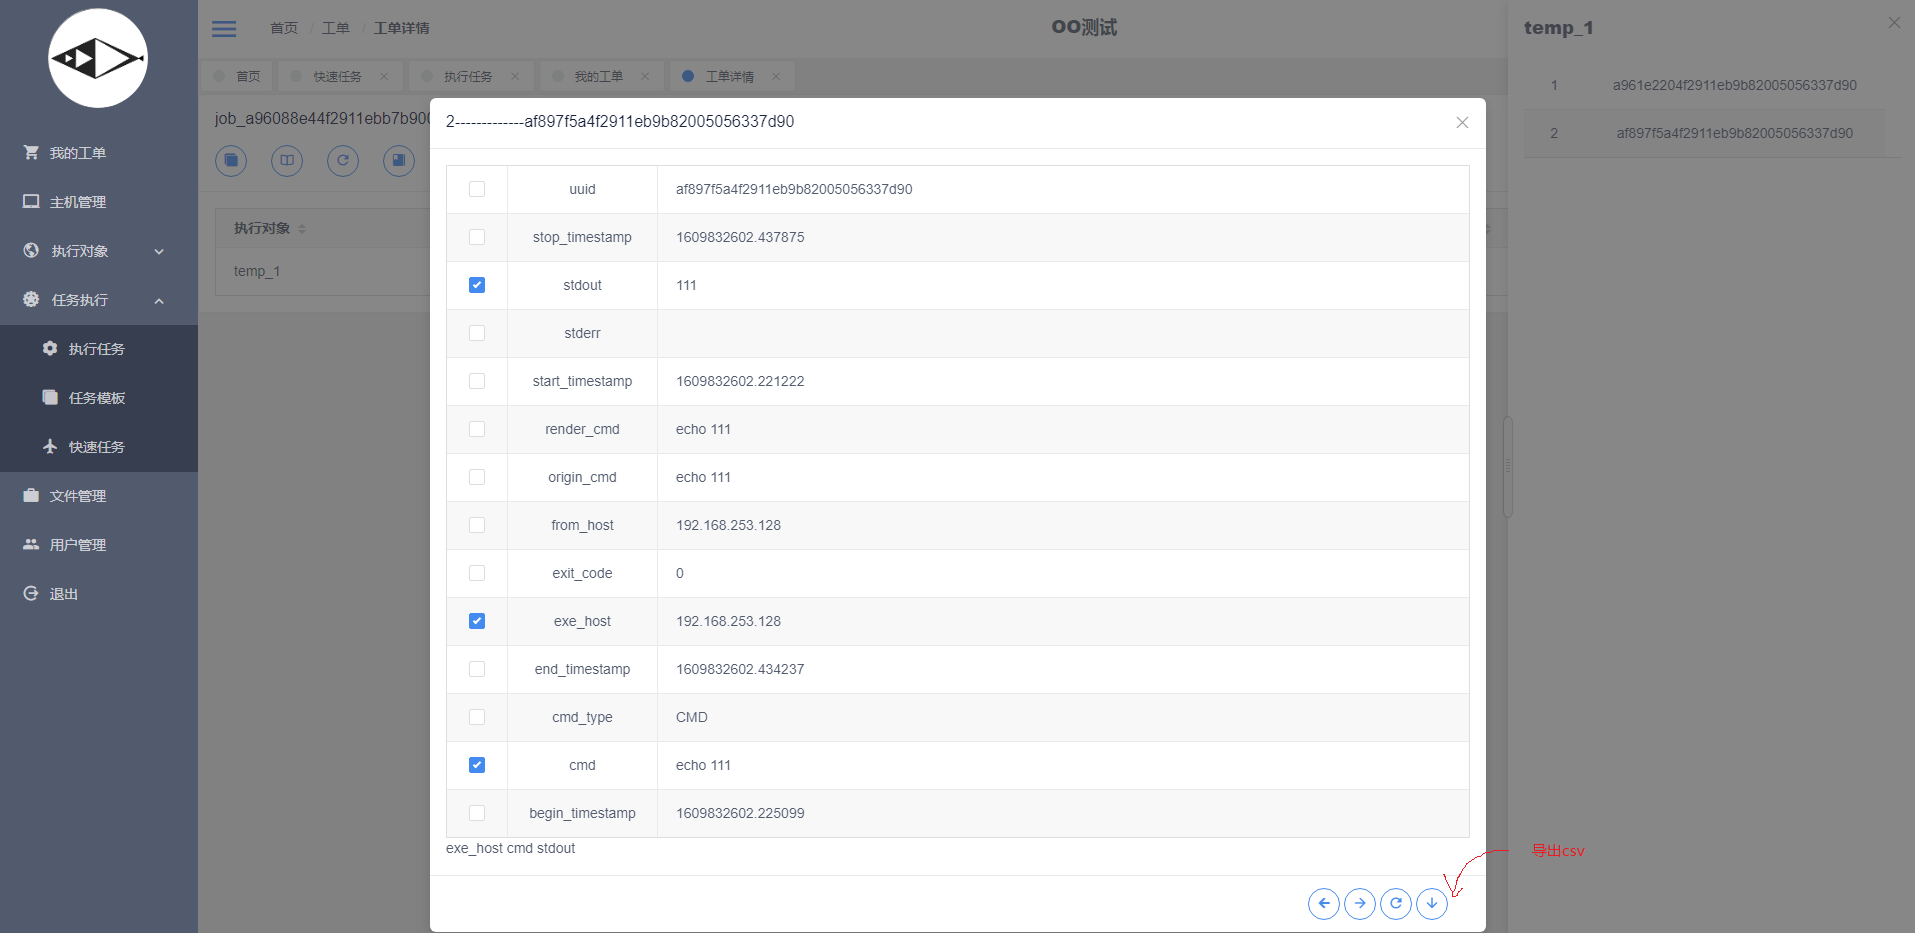 我的工单
主机管理
执行对象
任务执行
执行任务
任务模板
快速任务
文件管理
用户管理
退出
首页 / 工单 / 工单详情
OO测试
首页
快速任务
执行任务
我的工单
工单详情
job_a96088e44f2911ebb7b900
执行对象
temp_1
2-------------af897f5a4f2911eb9b82005056337d90
uuid af897f5a4f2911eb9b82005056337d90
stop_timestamp 1609832602.437875
stdout 111
stderr
start_timestamp 1609832602.221222
render_cmd echo 111
origin_cmd echo 111
from_host 192.168.253.128
exit_code 0
exe_host 192.168.253.128
end_timestamp 1609832602.434237
cmd_type CMD
cmd echo 111
begin_timestamp 1609832602.225099
exe_host cmd stdout
temp_1
1 a961e2204f2911eb9b82005056337d90
2 af897f5a4f2911eb9b82005056337d90
导出csv